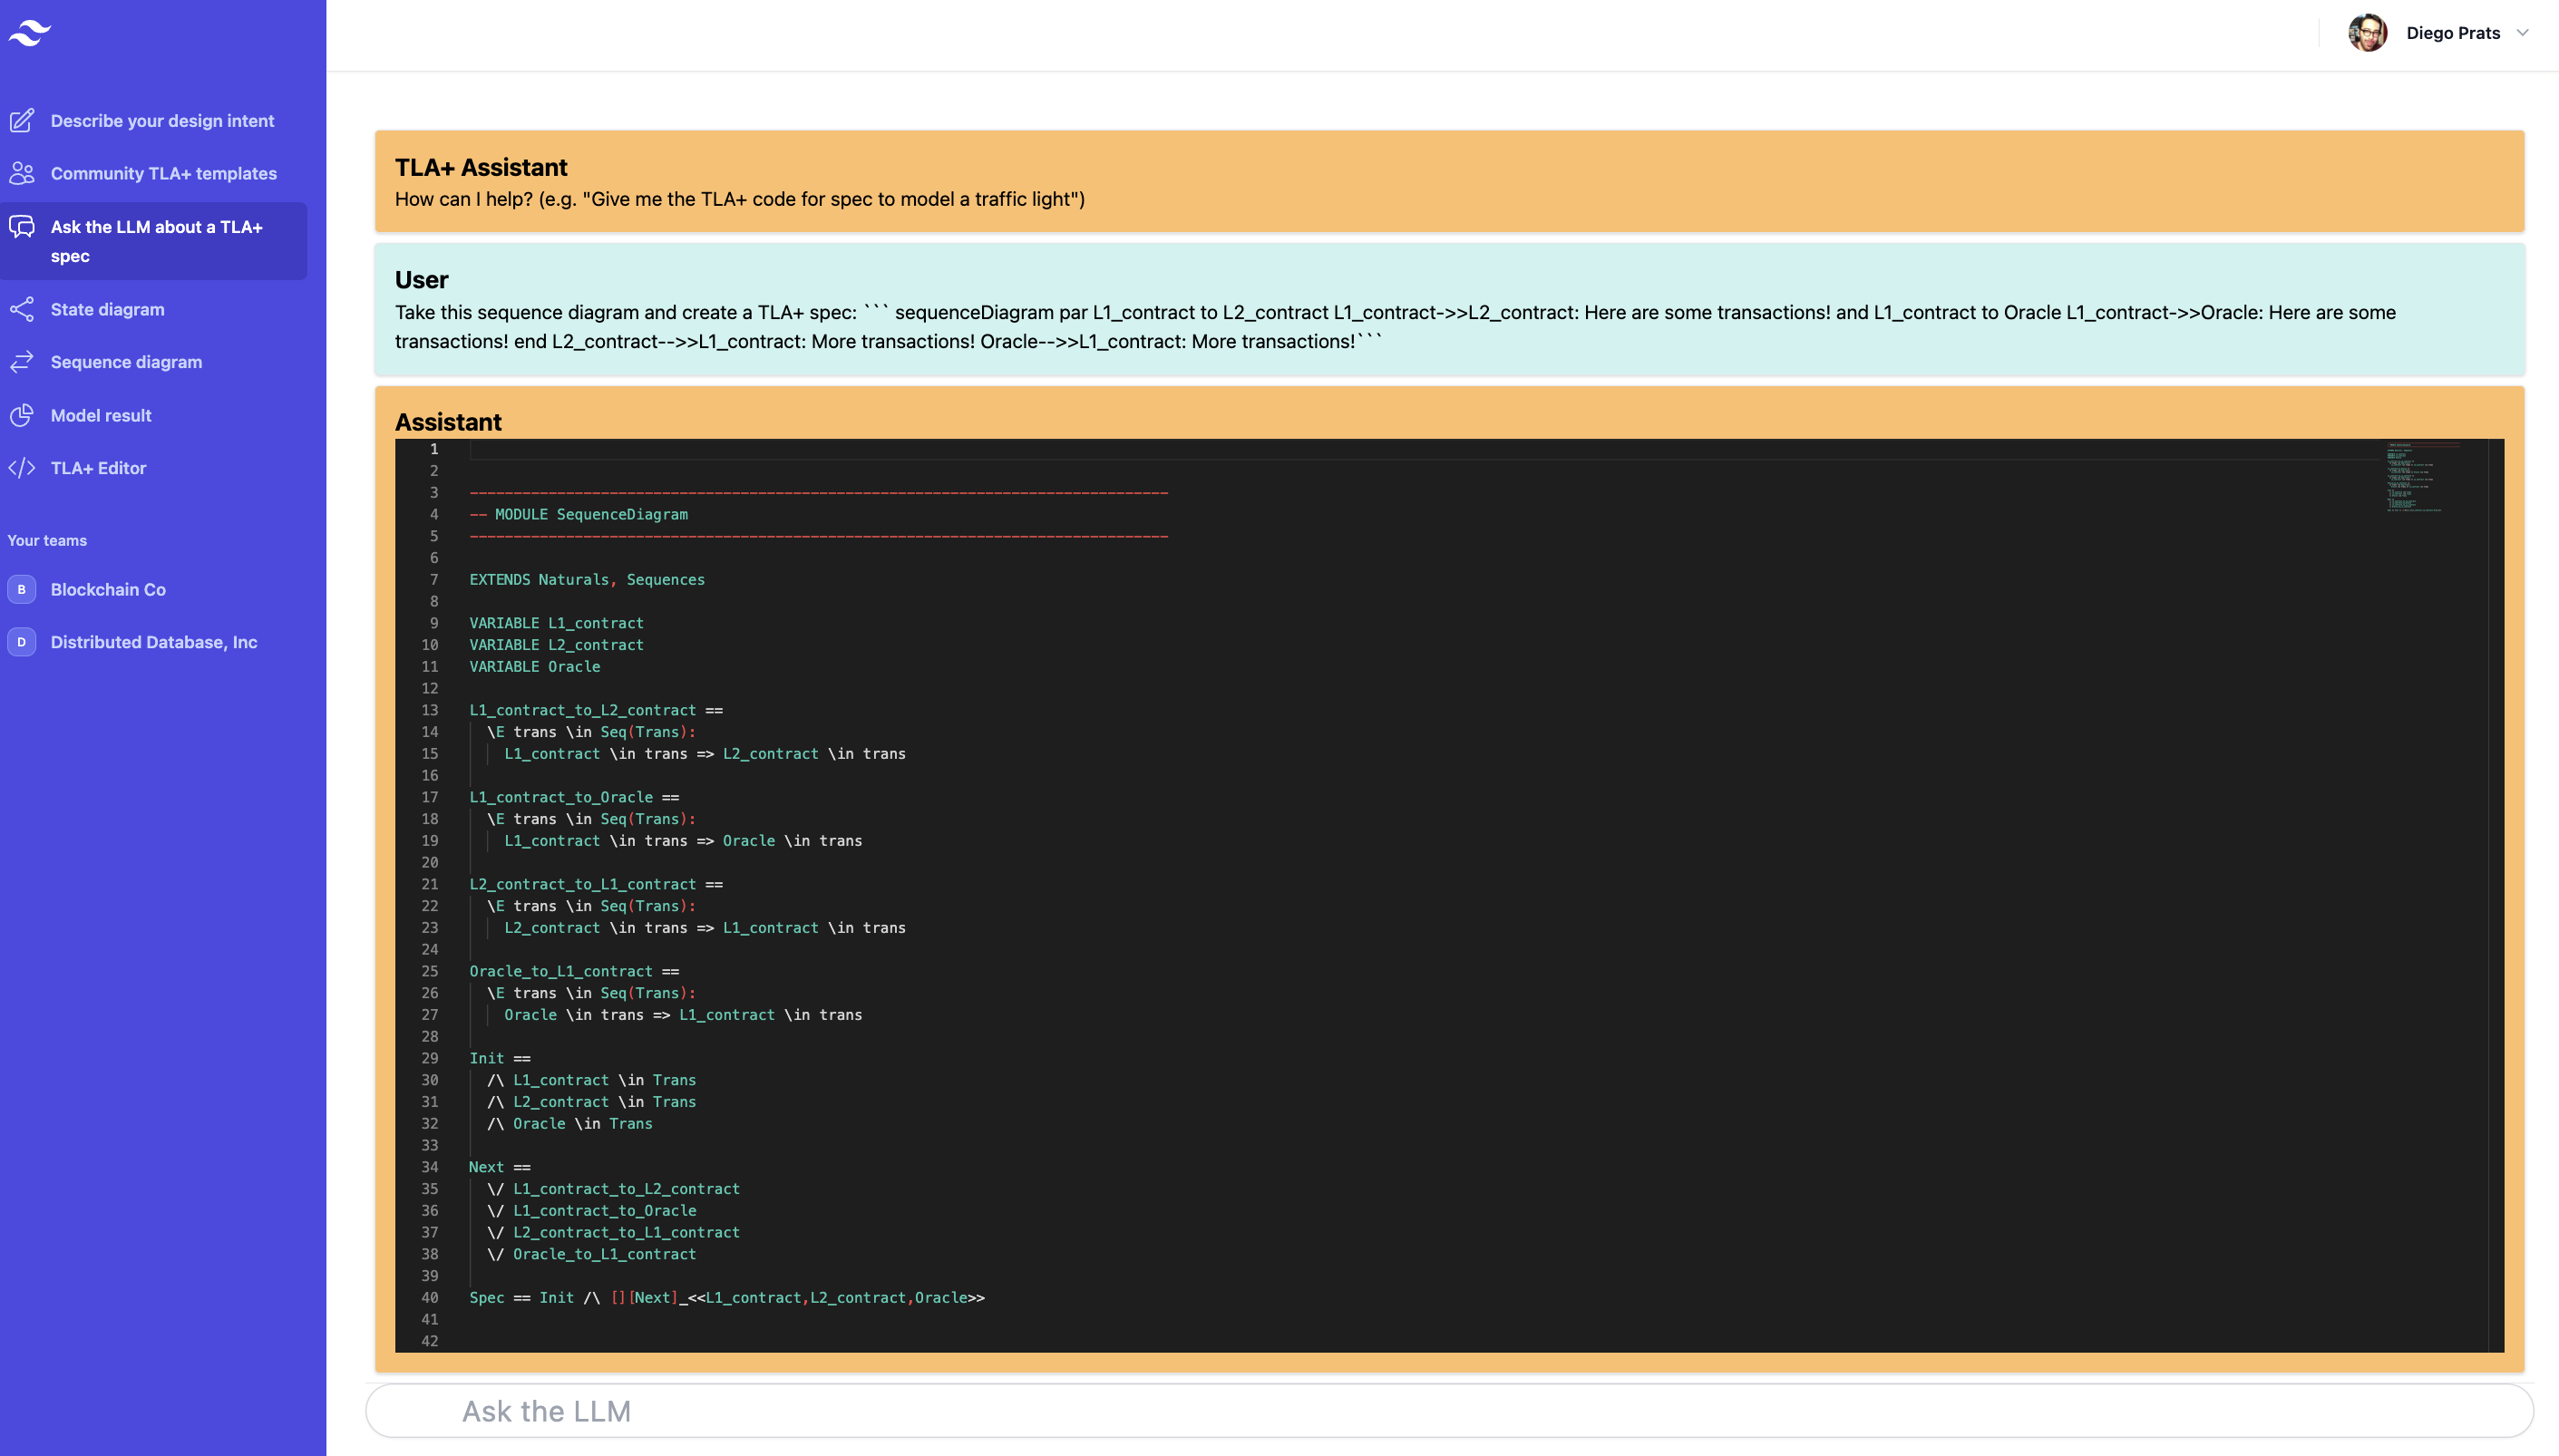 Diego Prats
Describe your design intent
Community TLA+ templates
Ask the LLM about a TLA+
spec
State diagram
Sequence diagram
Model result
TLA+ Editor
Your teams
B Blockchain Co
D Distributed Database, Inc
TLA+ Assistant
How can I help? (e.g. "Give me the TLA+ code for spec to model a traffic light")
User
Take this sequence diagram and create a TLA+ spec: ``` sequenceDiagram par L1_contract to L2_contract L1_contract->>L2_contract: Here are some transactions! and L1_contract to Oracle L1_contract->>Oracle: Here are some
transactions! end L2_contract-->>L1_contract: More transactions! Oracle-->>L1_contract: More transactions!```
Assistant
1
2
3 --------------------------------------------------------------------------------
4 -- MODULE SequenceDiagram
5 --------------------------------------------------------------------------------
6
7 EXTENDS Naturals, Sequences
8
9 VARIABLE L1_contract
10 VARIABLE L2_contract
11 VARIABLE Oracle
12
13 L1_contract_to_L2_contract ==
14 \E trans \in Seq(Trans):
15 L1_contract \in trans => L2_contract \in trans
16
17 L1_contract_to_Oracle ==
18 \E trans \in Seq(Trans):
19 L1_contract \in trans => Oracle \in trans
20
21 L2_contract_to_L1_contract ==
22 \E trans \in Seq(Trans):
23 L2_contract \in trans => L1_contract \in trans
24
25 Oracle_to_L1_contract ==
26 \E trans \in Seq(Trans):
27 Oracle \in trans => L1_contract \in trans
28
29 Init ==
30 /\ L1_contract \in Trans
31 /\ L2_contract \in Trans
32 /\ Oracle \in Trans
33
34 Next ==
35 \/ L1_contract_to_L2_contract
36 \/ L1_contract_to_Oracle
37 \/ L2_contract_to_L1_contract
38 \/ Oracle_to_L1_contract
39
40 Spec == Init /\ [][Next]_<<L1_contract,L2_contract,Oracle>>
41
42
Ask the LLM